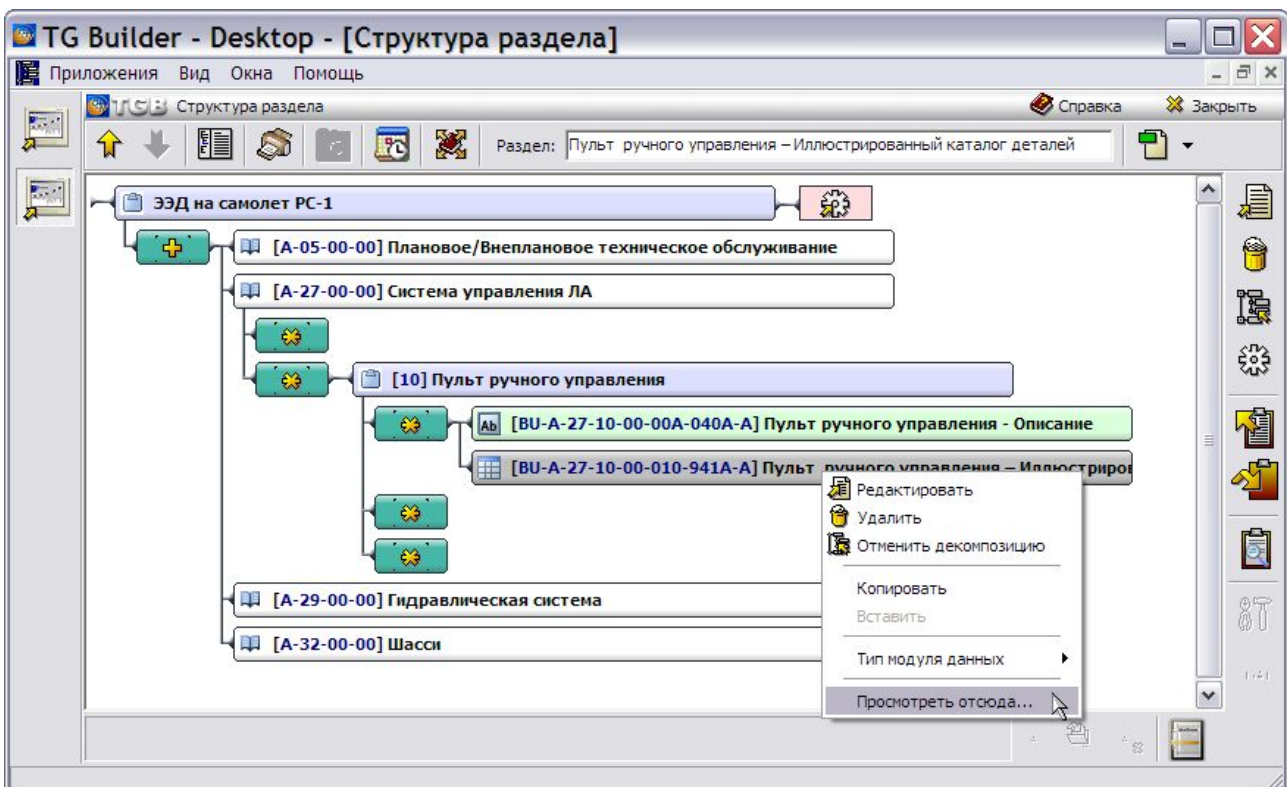 TG Builder - Desktop - [Структура раздела]
Приложения Вид Окна Помощь
TGB Структура раздела Справка Закрыть
Раздел: Пульт ручного управления – Иллюстрированный каталог деталей
ЭЭД на самолет РС-1
[A-05-00-00] Плановое/Внеплановое техническое обслуживание
[A-27-00-00] Система управления ЛА
[10] Пульт ручного управления
Ab [BU-A-27-10-00-00A-040A-A] Пульт ручного управления - Описание
[BU-A-27-10-00-010-941A-A] Пульт ручного управления – Иллюстриров
Редактировать
Удалить
Отменить декомпозицию
Копировать
[A-29-00-00] Гидравлическая система
Вставить
[A-32-00-00] Шасси
Тип модуля данных
Просмотреть отсюда...